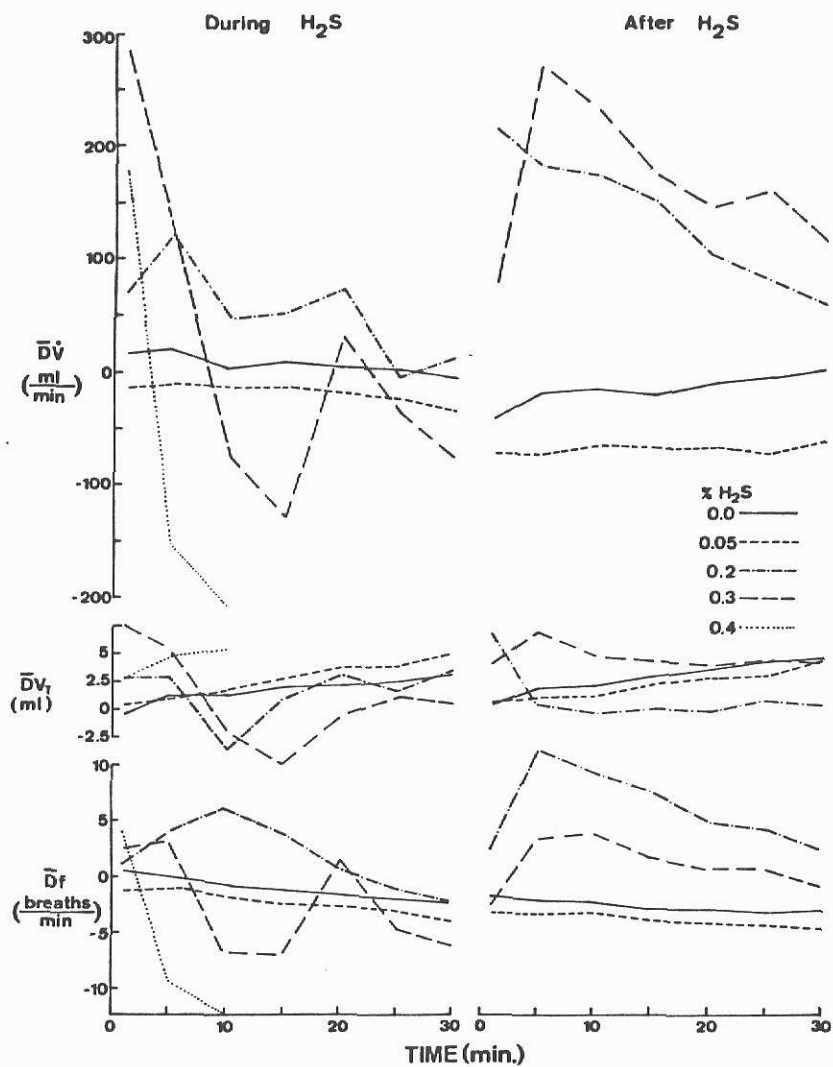 During H₂S
After H₂S
300
200
100
0
-100
-200
D̅V̇
(ml/min)
% H₂S
0.0
0.05
0.2
0.3
0.4
5
2.5
0
-2.5
D̅V_T
(ml)
10
5
0
-5
-10
D̅f
(breaths/min)
0 10 20 30
0 10 20 30
TIME (min.)